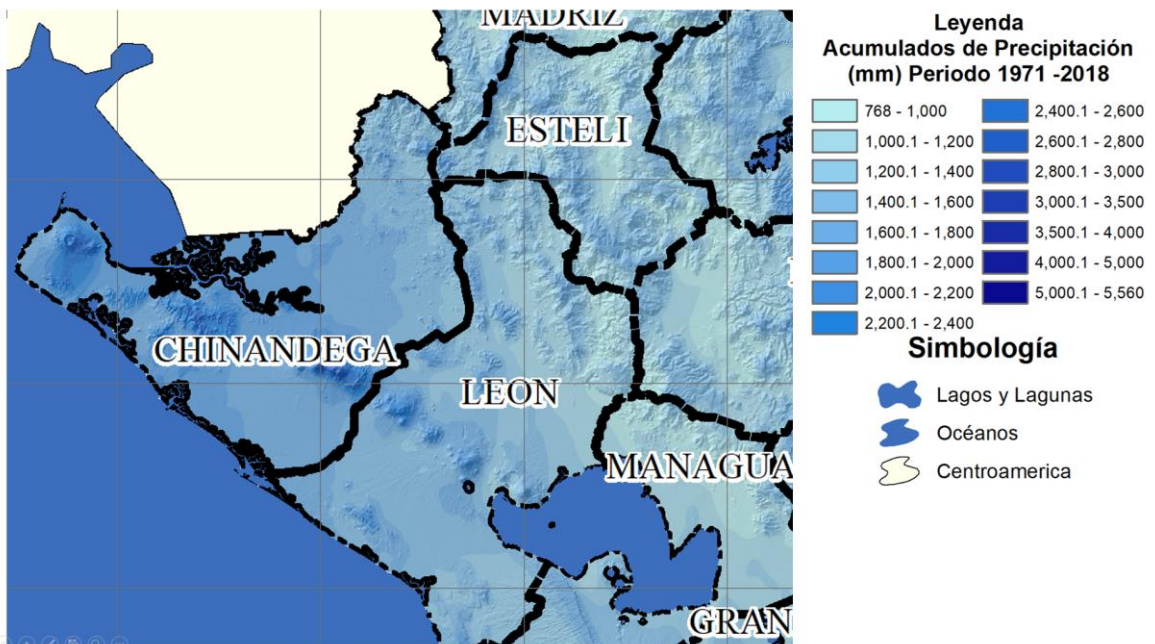 MADRIZ
ESTELI
CHINANDEGA
LEON
MANAGUA
GRAN
Leyenda
Acumulados de Precipitación
(mm) Periodo 1971 -2018
768 - 1,000
1,000.1 - 1,200
1,200.1 - 1,400
1,400.1 - 1,600
1,600.1 - 1,800
1,800.1 - 2,000
2,000.1 - 2,200
2,200.1 - 2,400
2,400.1 - 2,600
2,600.1 - 2,800
2,800.1 - 3,000
3,000.1 - 3,500
3,500.1 - 4,000
4,000.1 - 5,000
5,000.1 - 5,560
Simbología
Lagos y Lagunas
Océanos
Centroamerica